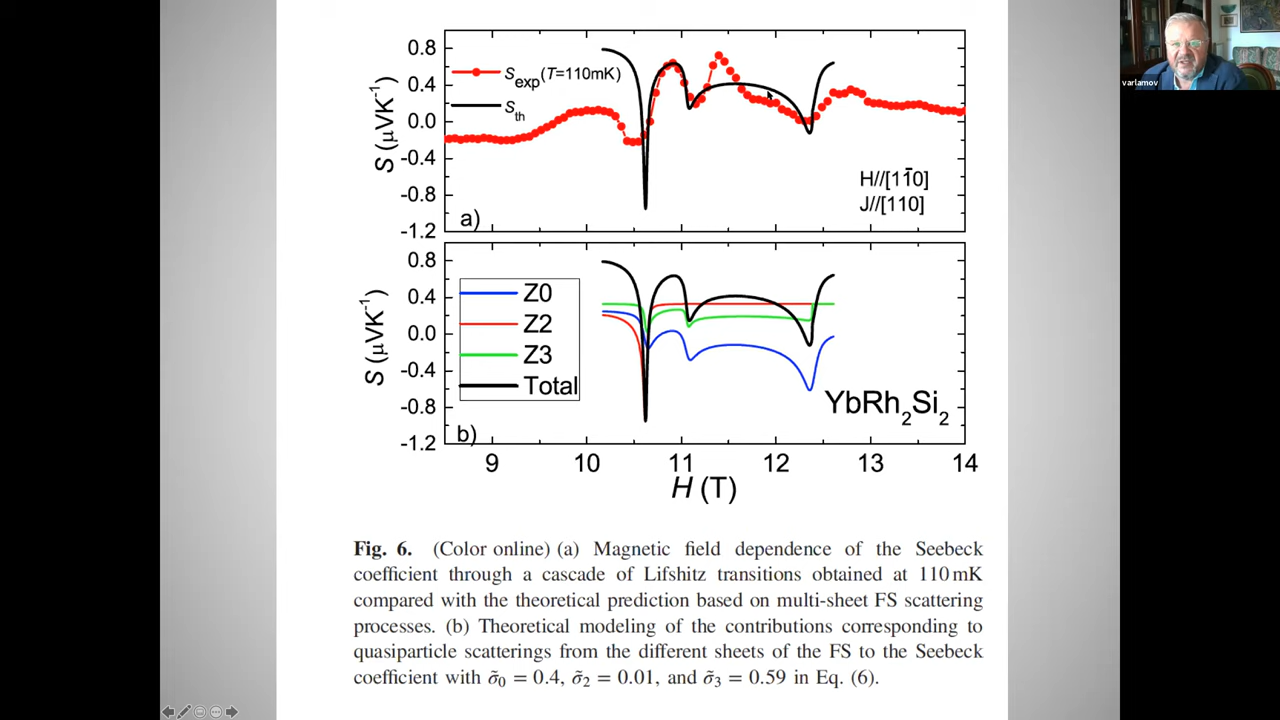 0.8
0.4
0.0
-0.4
-0.8
-1.2
S (μVK⁻¹)
S_exp(T=110mK)
S_th
H//[11̄0]
J//[110]
a)
0.8
0.4
0.0
-0.4
-0.8
-1.2
S (μVK⁻¹)
Z0
Z2
Z3
Total
YbRh₂Si₂
b)
9 10 11 12 13 14
H (T)
Fig. 6. (Color online) (a) Magnetic field dependence of the Seebeck
coefficient through a cascade of Lifshitz transitions obtained at 110 mK
compared with the theoretical prediction based on multi-sheet FS scattering
processes. (b) Theoretical modeling of the contributions corresponding to
quasiparticle scatterings from the different sheets of the FS to the Seebeck
coefficient with σ̃₀ = 0.4, σ̃₂ = 0.01, and σ̃₃ = 0.59 in Eq. (6).
varlamov